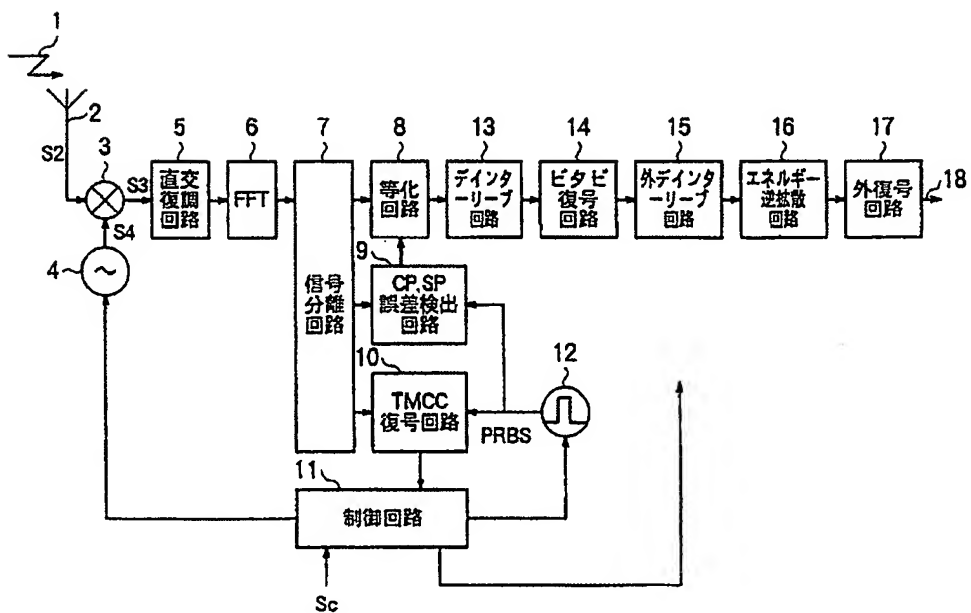 1
2
S2
3
S3
S4
4
5
直交
復調
回路
6
FFT
7
信号
分離
回路
8
等化
回路
13
デインタ
ーリーブ
回路
14
ビタビ
復号
回路
15
外デインタ
ーリーブ
回路
16
エネルギー
逆拡散
回路
17
外復号
回路
18
9
CP,SP
誤差検出
回路
10
TMCC
復号回路
PRBS
12
11
制御回路
Sc